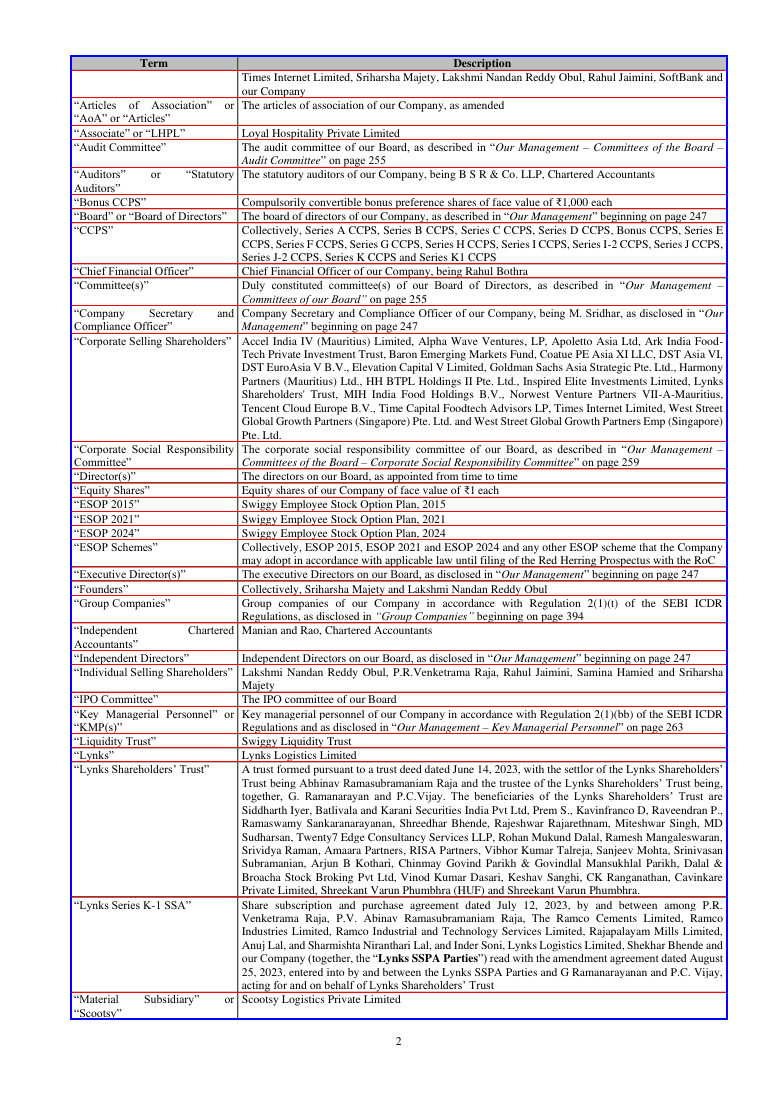 Term Description
Times Internet Limited, Sriharsha Majety, Lakshmi Nandan Reddy Obul, Rahul Jaimini, SoftBank and
our Company
“Articles of Association” or The articles of association of our Company, as amended
“AoA” or “Articles”
“Associate” or “LHPL” Loyal Hospitality Private Limited
“Audit Committee” The audit committee of our Board, as described in “Our Management – Committees of the Board –
Audit Committee” on page 255
“Auditors” or “Statutory The statutory auditors of our Company, being B S R & Co. LLP, Chartered Accountants
Auditors”
“Bonus CCPS” Compulsorily convertible bonus preference shares of face value of ₹1,000 each
“Board” or “Board of Directors” The board of directors of our Company, as described in “Our Management” beginning on page 247
“CCPS” Collectively, Series A CCPS, Series B CCPS, Series C CCPS, Series D CCPS, Bonus CCPS, Series E
CCPS, Series F CCPS, Series G CCPS, Series H CCPS, Series I CCPS, Series I-2 CCPS, Series J CCPS,
Series J-2 CCPS, Series K CCPS and Series K1 CCPS
“Chief Financial Officer” Chief Financial Officer of our Company, being Rahul Bothra
“Committee(s)” Duly constituted committee(s) of our Board of Directors, as described in “Our Management –
Committees of our Board” on page 255
“Company Secretary and Company Secretary and Compliance Officer of our Company, being M. Sridhar, as disclosed in “Our
Compliance Officer” Management” beginning on page 247
“Corporate Selling Shareholders” Accel India IV (Mauritius) Limited, Alpha Wave Ventures, LP, Apoletto Asia Ltd, Ark India Food-
Tech Private Investment Trust, Baron Emerging Markets Fund, Coatue PE Asia XI LLC, DST Asia VI,
DST EuroAsia V B.V., Elevation Capital V Limited, Goldman Sachs Asia Strategic Pte. Ltd., Harmony
Partners (Mauritius) Ltd., HH BTPL Holdings II Pte. Ltd., Inspired Elite Investments Limited, Lynks
Shareholders' Trust, MIH India Food Holdings B.V., Norwest Venture Partners VII-A-Mauritius,
Tencent Cloud Europe B.V., Time Capital Foodtech Advisors LP, Times Internet Limited, West Street
Global Growth Partners (Singapore) Pte. Ltd. and West Street Global Growth Partners Emp (Singapore)
Pte. Ltd.
“Corporate Social Responsibility The corporate social responsibility committee of our Board, as described in “Our Management –
Committee” Committees of the Board – Corporate Social Responsibility Committee” on page 259
“Director(s)” The directors on our Board, as appointed from time to time
“Equity Shares” Equity shares of our Company of face value of ₹1 each
“ESOP 2015” Swiggy Employee Stock Option Plan, 2015
“ESOP 2021” Swiggy Employee Stock Option Plan, 2021
“ESOP 2024” Swiggy Employee Stock Option Plan, 2024
“ESOP Schemes” Collectively, ESOP 2015, ESOP 2021 and ESOP 2024 and any other ESOP scheme that the Company
may adopt in accordance with applicable law until filing of the Red Herring Prospectus with the RoC
“Executive Director(s)” The executive Directors on our Board, as disclosed in “Our Management” beginning on page 247
“Founders” Collectively, Sriharsha Majety and Lakshmi Nandan Reddy Obul
“Group Companies” Group companies of our Company in accordance with Regulation 2(1)(t) of the SEBI ICDR
Regulations, as disclosed in “Group Companies” beginning on page 394
“Independent Chartered Manian and Rao, Chartered Accountants
Accountants”
“Independent Directors” Independent Directors on our Board, as disclosed in “Our Management” beginning on page 247
“Individual Selling Shareholders” Lakshmi Nandan Reddy Obul, P.R.Venketrama Raja, Rahul Jaimini, Samina Hamied and Sriharsha
Majety
“IPO Committee” The IPO committee of our Board
“Key Managerial Personnel” or Key managerial personnel of our Company in accordance with Regulation 2(1)(bb) of the SEBI ICDR
“KMP(s)” Regulations and as disclosed in “Our Management – Key Managerial Personnel” on page 263
“Liquidity Trust” Swiggy Liquidity Trust
“Lynks” Lynks Logistics Limited
“Lynks Shareholders’ Trust” A trust formed pursuant to a trust deed dated June 14, 2023, with the settlor of the Lynks Shareholders’
Trust being Abhinav Ramasubramaniam Raja and the trustee of the Lynks Shareholders’ Trust being,
together, G. Ramanarayan and P.C.Vijay. The beneficiaries of the Lynks Shareholders’ Trust are
Siddharth Iyer, Batlivala and Karani Securities India Pvt Ltd, Prem S., Kavinfranco D, Raveendran P.,
Ramaswamy Sankaranarayanan, Shreedhar Bhende, Rajeshwar Rajarethnam, Miteshwar Singh, MD
Sudharsan, Twenty7 Edge Consultancy Services LLP, Rohan Mukund Dalal, Ramesh Mangaleswaran,
Srividya Raman, Amaara Partners, RISA Partners, Vibhor Kumar Talreja, Sanjeev Mohta, Srinivasan
Subramanian, Arjun B Kothari, Chinmay Govind Parikh & Govindlal Mansukhlal Parikh, Dalal &
Broacha Stock Broking Pvt Ltd, Vinod Kumar Dasari, Keshav Sanghi, CK Ranganathan, Cavinkare
Private Limited, Shreekant Varun Phumbhra (HUF) and Shreekant Varun Phumbhra.
“Lynks Series K-1 SSA” Share subscription and purchase agreement dated July 12, 2023, by and between among P.R.
Venketrama Raja, P.V. Abinav Ramasubramaniam Raja, The Ramco Cements Limited, Ramco
Industries Limited, Ramco Industrial and Technology Services Limited, Rajapalayam Mills Limited,
Anuj Lal, and Sharmishta Niranthari Lal, and Inder Soni, Lynks Logistics Limited, Shekhar Bhende and
our Company (together, the “Lynks SSPA Parties”) read with the amendment agreement dated August
25, 2023, entered into by and between the Lynks SSPA Parties and G Ramanarayanan and P.C. Vijay,
acting for and on behalf of Lynks Shareholders’ Trust
“Material Subsidiary” or Scootsy Logistics Private Limited
“Scootsy”
2